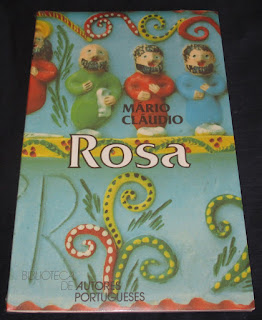 MÁRIO
CLÁUDIO
Rosa
R
BIBLIOTECA
DE AUTORES
PORTUGUESES